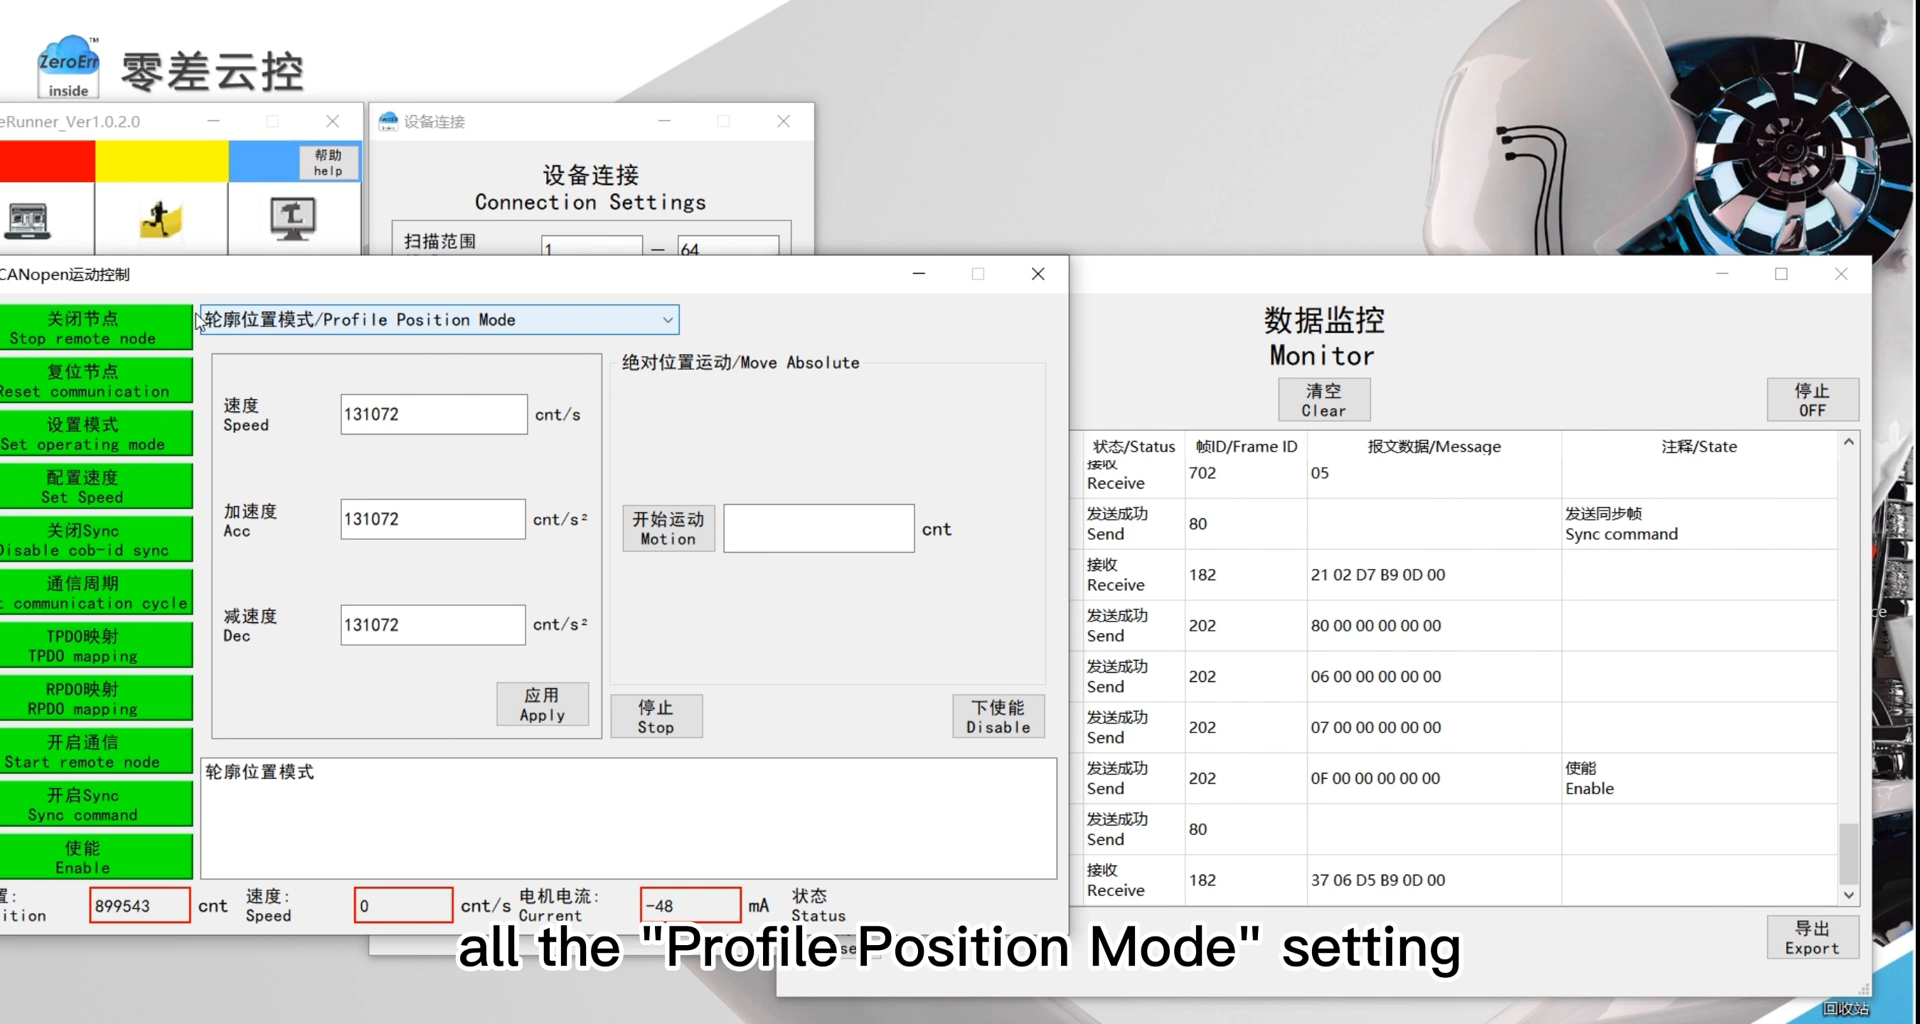 ZeroErr™
inside
零差云控
eRunner_Ver1.0.2.0
帮助
help
设备连接
设备连接
Connection Settings
扫描范围
1
—
64
CANopen运动控制
关闭节点
Stop remote node
复位节点
Reset communication
设置模式
Set operating mode
配置速度
Set Speed
关闭Sync
Disable cob-id sync
通信周期
t communication cycle
TPDO映射
TPDO mapping
RPDO映射
RPDO mapping
开启通信
Start remote node
开启Sync
Sync command
使能
Enable
轮廓位置模式/Profile Position Mode
速度
Speed
131072
cnt/s
加速度
Acc
131072
cnt/s²
减速度
Dec
131072
cnt/s²
应用
Apply
绝对位置运动/Move Absolute
开始运动
Motion
cnt
停止
Stop
下使能
Disable
轮廓位置模式
置:
ition
899543
cnt
速度:
Speed
0
cnt/s
电机电流:
Current
-48
mA
状态
Status
数据监控
Monitor
清空
Clear
停止
OFF
状态/Status 帧ID/Frame ID 报文数据/Message 注释/State
接收
Receive 702 05
发送成功 发送同步帧
Send 80 Sync command
接收
Receive 182 21 02 D7 B9 0D 00
发送成功
Send 202 80 00 00 00 00 00
发送成功
Send 202 06 00 00 00 00 00
发送成功
Send 202 07 00 00 00 00 00
发送成功 使能
Send 202 0F 00 00 00 00 00 Enable
发送成功
Send 80
接收
Receive 182 37 06 D5 B9 0D 00
导出
Export
all the "Profile Position Mode" setting
回收站